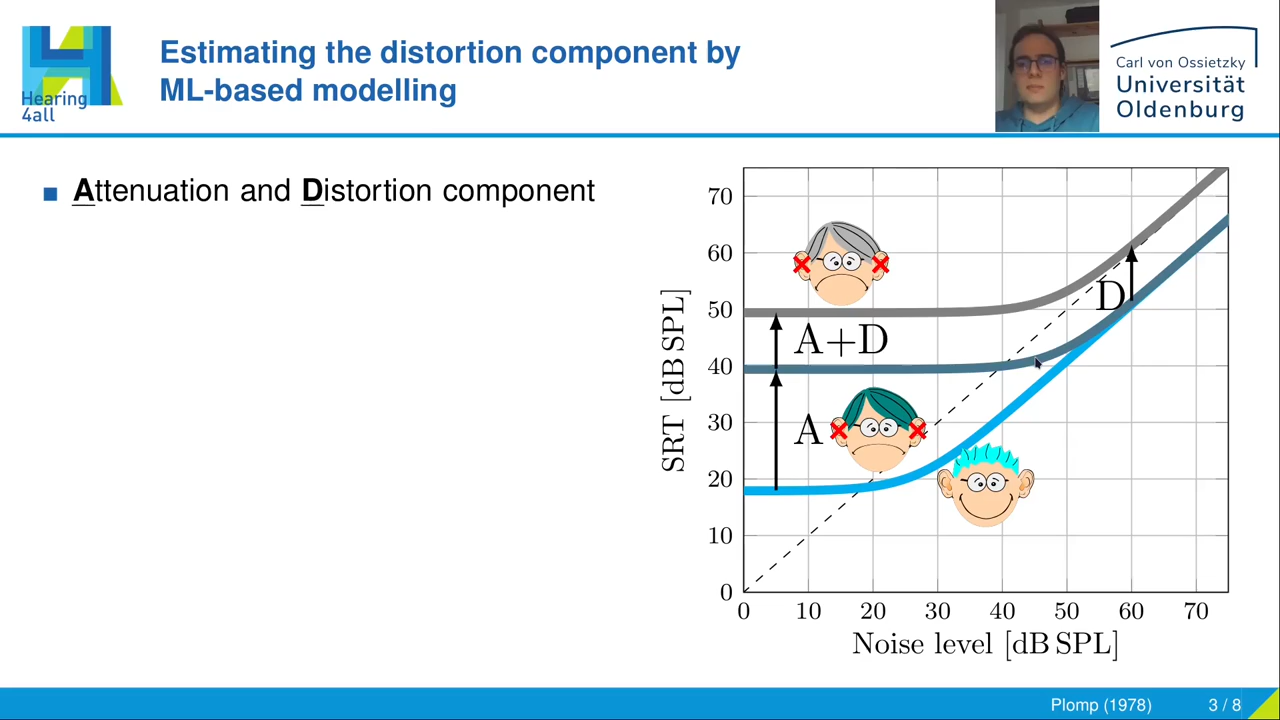 Hearing
4all
Estimating the distortion component by
ML-based modelling
Carl von Ossietzky
Universität
Oldenburg
Attenuation and Distortion component
70
60
50
40
30
20
10
0
SRT [dB SPL]
A+D
A
D
0 10 20 30 40 50 60 70
Noise level [dB SPL]
Plomp (1978)
3 / 8